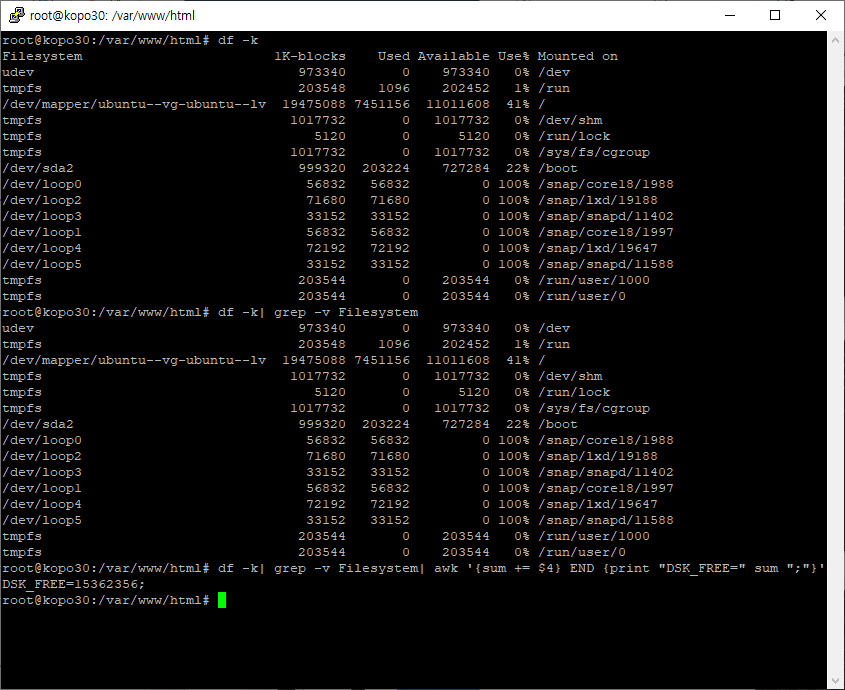 root@kopo30: /var/www/html
root@kopo30:/var/www/html# df -k
Filesystem                        1K-blocks    Used Available Use% Mounted on
udev                                 973340       0    973340   0% /dev
tmpfs                                203548    1096    202452   1% /run
/dev/mapper/ubuntu--vg-ubuntu--lv  19475088 7451156  11011608  41% /
tmpfs                               1017732       0   1017732   0% /dev/shm
tmpfs                                  5120       0      5120   0% /run/lock
tmpfs                               1017732       0   1017732   0% /sys/fs/cgroup
/dev/sda2                            999320  203224    727284  22% /boot
/dev/loop0                            56832   56832         0 100% /snap/core18/1988
/dev/loop2                            71680   71680         0 100% /snap/lxd/19188
/dev/loop3                            33152   33152         0 100% /snap/snapd/11402
/dev/loop1                            56832   56832         0 100% /snap/core18/1997
/dev/loop4                            72192   72192         0 100% /snap/lxd/19647
/dev/loop5                            33152   33152         0 100% /snap/snapd/11588
tmpfs                                203544       0    203544   0% /run/user/1000
tmpfs                                203544       0    203544   0% /run/user/0
root@kopo30:/var/www/html# df -k| grep -v Filesystem
udev                                 973340       0    973340   0% /dev
tmpfs                                203548    1096    202452   1% /run
/dev/mapper/ubuntu--vg-ubuntu--lv  19475088 7451156  11011608  41% /
tmpfs                               1017732       0   1017732   0% /dev/shm
tmpfs                                  5120       0      5120   0% /run/lock
tmpfs                               1017732       0   1017732   0% /sys/fs/cgroup
/dev/sda2                            999320  203224    727284  22% /boot
/dev/loop0                            56832   56832         0 100% /snap/core18/1988
/dev/loop2                            71680   71680         0 100% /snap/lxd/19188
/dev/loop3                            33152   33152         0 100% /snap/snapd/11402
/dev/loop1                            56832   56832         0 100% /snap/core18/1997
/dev/loop4                            72192   72192         0 100% /snap/lxd/19647
/dev/loop5                            33152   33152         0 100% /snap/snapd/11588
tmpfs                                203544       0    203544   0% /run/user/1000
tmpfs                                203544       0    203544   0% /run/user/0
root@kopo30:/var/www/html# df -k| grep -v Filesystem| awk '{sum += $4} END {print "DSK_FREE=" sum ";"}'
DSK_FREE=15362356;
root@kopo30:/var/www/html#